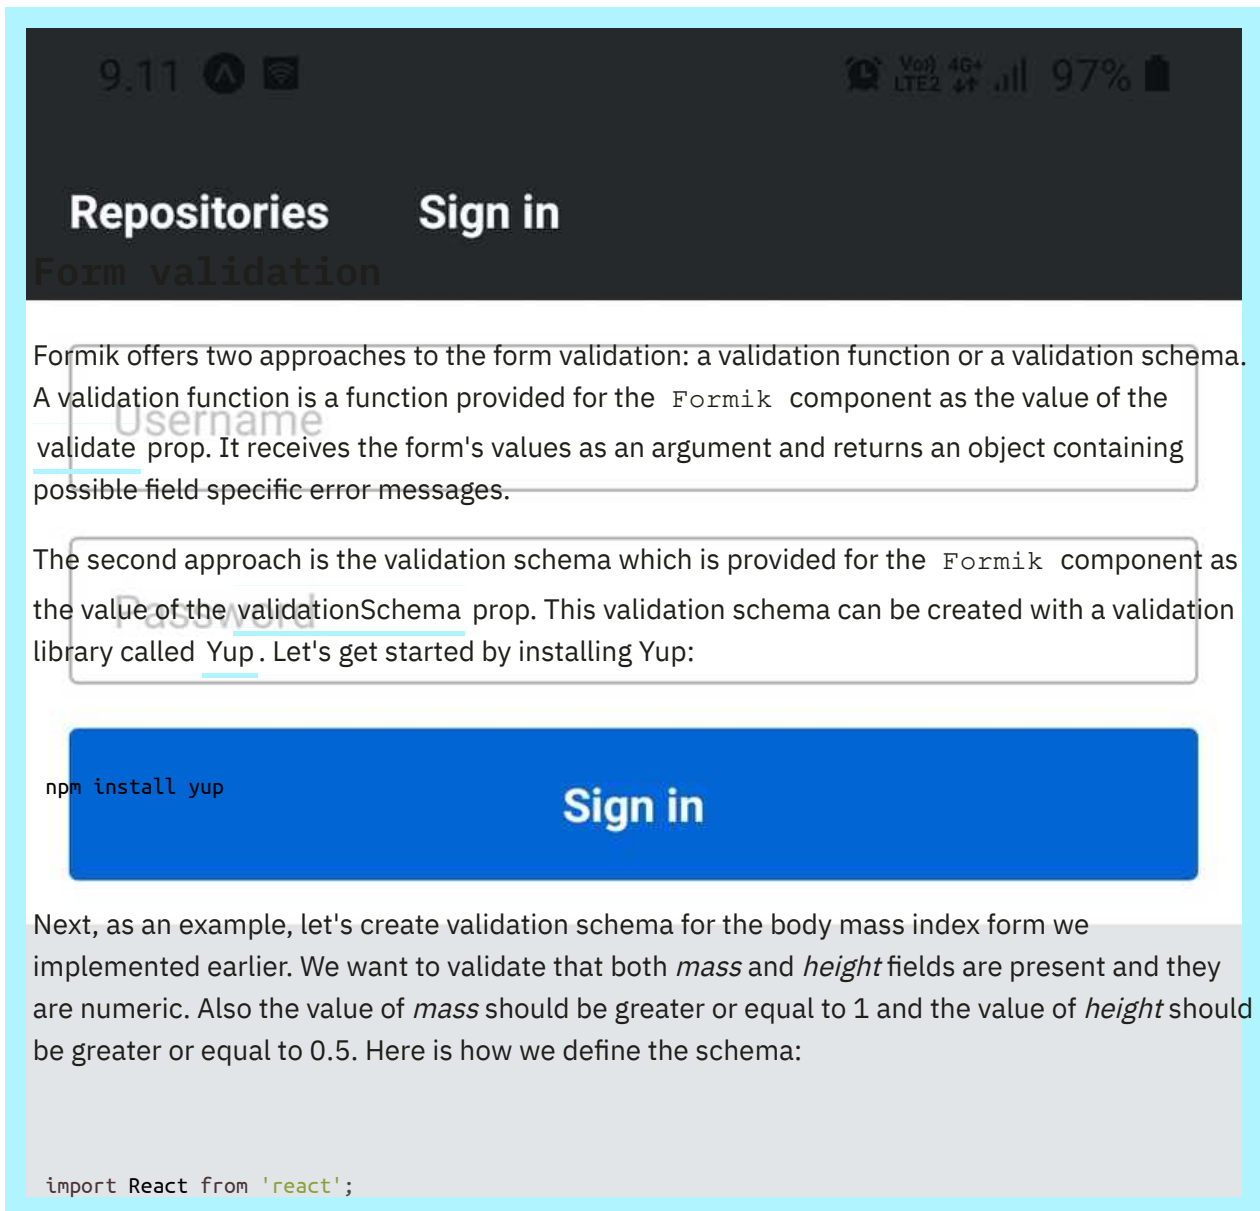 9.11
Vo)) 4G+
LTE2 97%
Repositories Sign in
Form validation
Formik offers two approaches to the form validation: a validation function or a validation schema.
A validation function is a function provided for the Formik component as the value of the
Username
validate prop. It receives the form's values as an argument and returns an object containing
possible field specific error messages.
The second approach is the validation schema which is provided for the Formik component as
the value of the validationSchema prop. This validation schema can be created with a validation
Password
library called Yup. Let's get started by installing Yup:
npm install yup
Sign in
Next, as an example, let's create validation schema for the body mass index form we
implemented earlier. We want to validate that both mass and height fields are present and they
are numeric. Also the value of mass should be greater or equal to 1 and the value of height should
be greater or equal to 0.5. Here is how we define the schema:
import React from 'react';